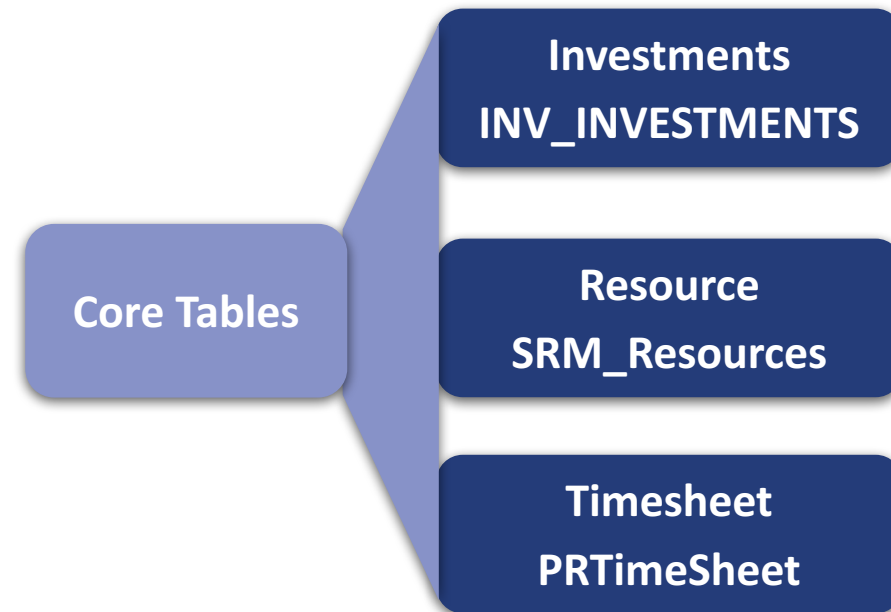 Core Tables
Investments
INV_INVESTMENTS
Resource
SRM_Resources
Timesheet
PRTimeSheet